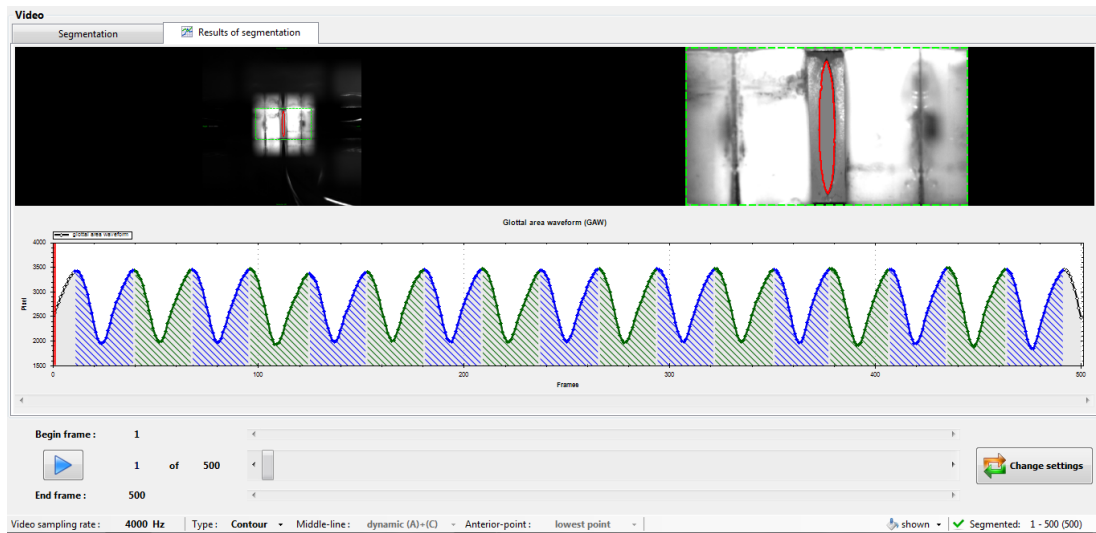 Video
Segmentation
Results of segmentation
Glottal area waveform (GAW)
glottal area waveform
4000
3500
3000
2500
2000
1500
Pixel
0 100 200 300 400 500
Frames
Begin frame : 1
1 of 500
Change settings
End frame : 500
Video sampling rate : 4000 Hz Type : Contour Middle-line : dynamic (A)+(C) Anterior-point : lowest point shown Segmented: 1 - 500 (500)